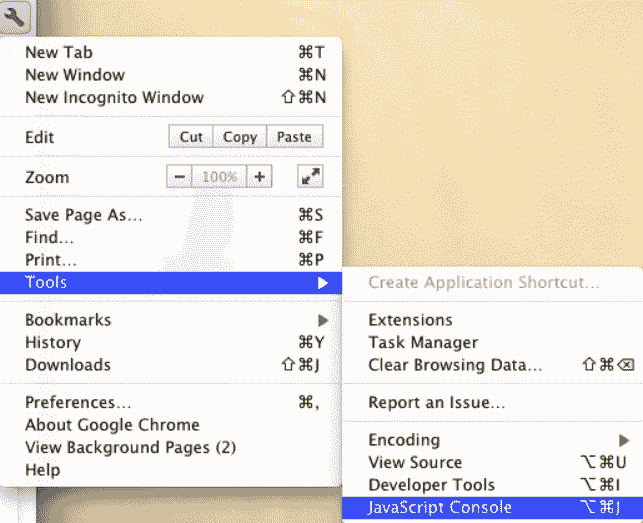 New Tab ⌘T
New Window ⌘N
New Incognito Window ⇧⌘N
Edit Cut Copy Paste
Zoom − 100% +
Save Page As... ⌘S
Find... ⌘F
Print... ⌘P
Tools ▶
Bookmarks ▶
History ⌘Y
Downloads ⇧⌘J
Preferences... ⌘,
About Google Chrome
View Background Pages (2)
Help
Create Application Shortcut...
Extensions
Task Manager
Clear Browsing Data... ⇧⌘⌫
Report an Issue...
Encoding ▶
View Source ⌥⌘U
Developer Tools ⌥⌘I
JavaScript Console ⌥⌘J